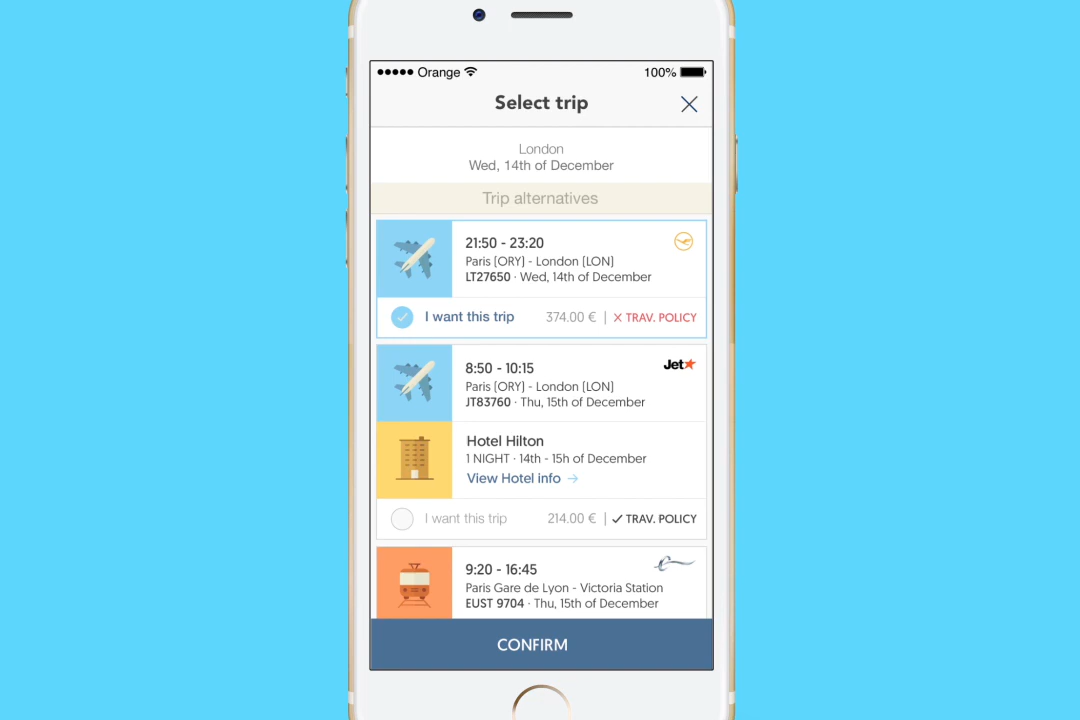 Orange 100%
Select trip
London
Wed, 14th of December
Trip alternatives
21:50 - 23:20
Paris (ORY) - London (LON)
LT27650 · Wed, 14th of December
I want this trip 374.00 € | × TRAV. POLICY
8:50 - 10:15
Jet
Paris (ORY) - London (LON)
JT83760 · Thu, 15th of December
Hotel Hilton
1 NIGHT · 14th - 15h of December
View Hotel info →
I want this trip 214.00 € | ✓ TRAV. POLICY
9:20 - 16:45
Paris Gare de Lyon - Victoria Station
EUST 9704 · Thu, 15th of December
CONFIRM